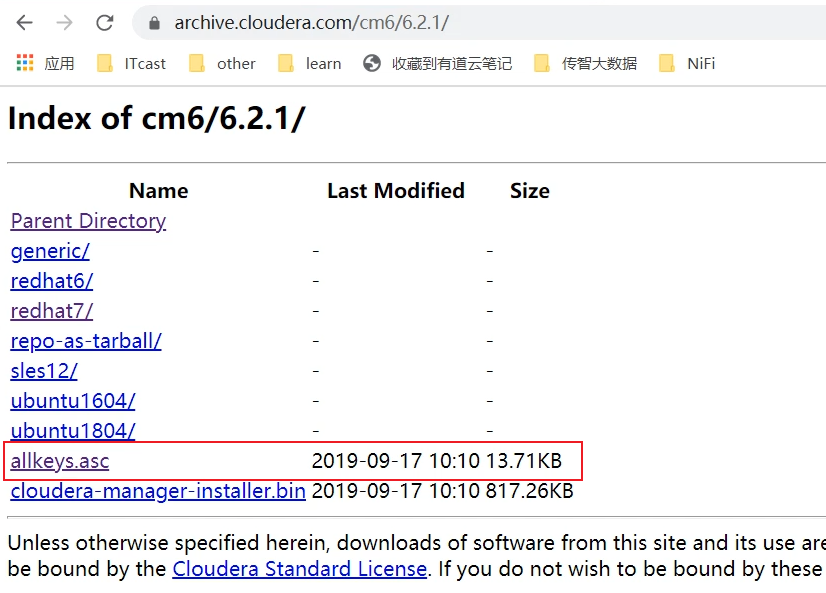 archive.cloudera.com/cm6/6.2.1/
应用 ITcast other learn 收藏到有道云笔记 传智大数据 NiFi
Index of cm6/6.2.1/
Name Last Modified Size
Parent Directory
generic/ - -
redhat6/ - -
redhat7/ - -
repo-as-tarball/ - -
sles12/ - -
ubuntu1604/ - -
ubuntu1804/ - -
allkeys.asc 2019-09-17 10:10 13.71KB
cloudera-manager-installer.bin 2019-09-17 10:10 817.26KB
Unless otherwise specified herein, downloads of software from this site and its use are
be bound by the Cloudera Standard License. If you do not wish to be bound by these